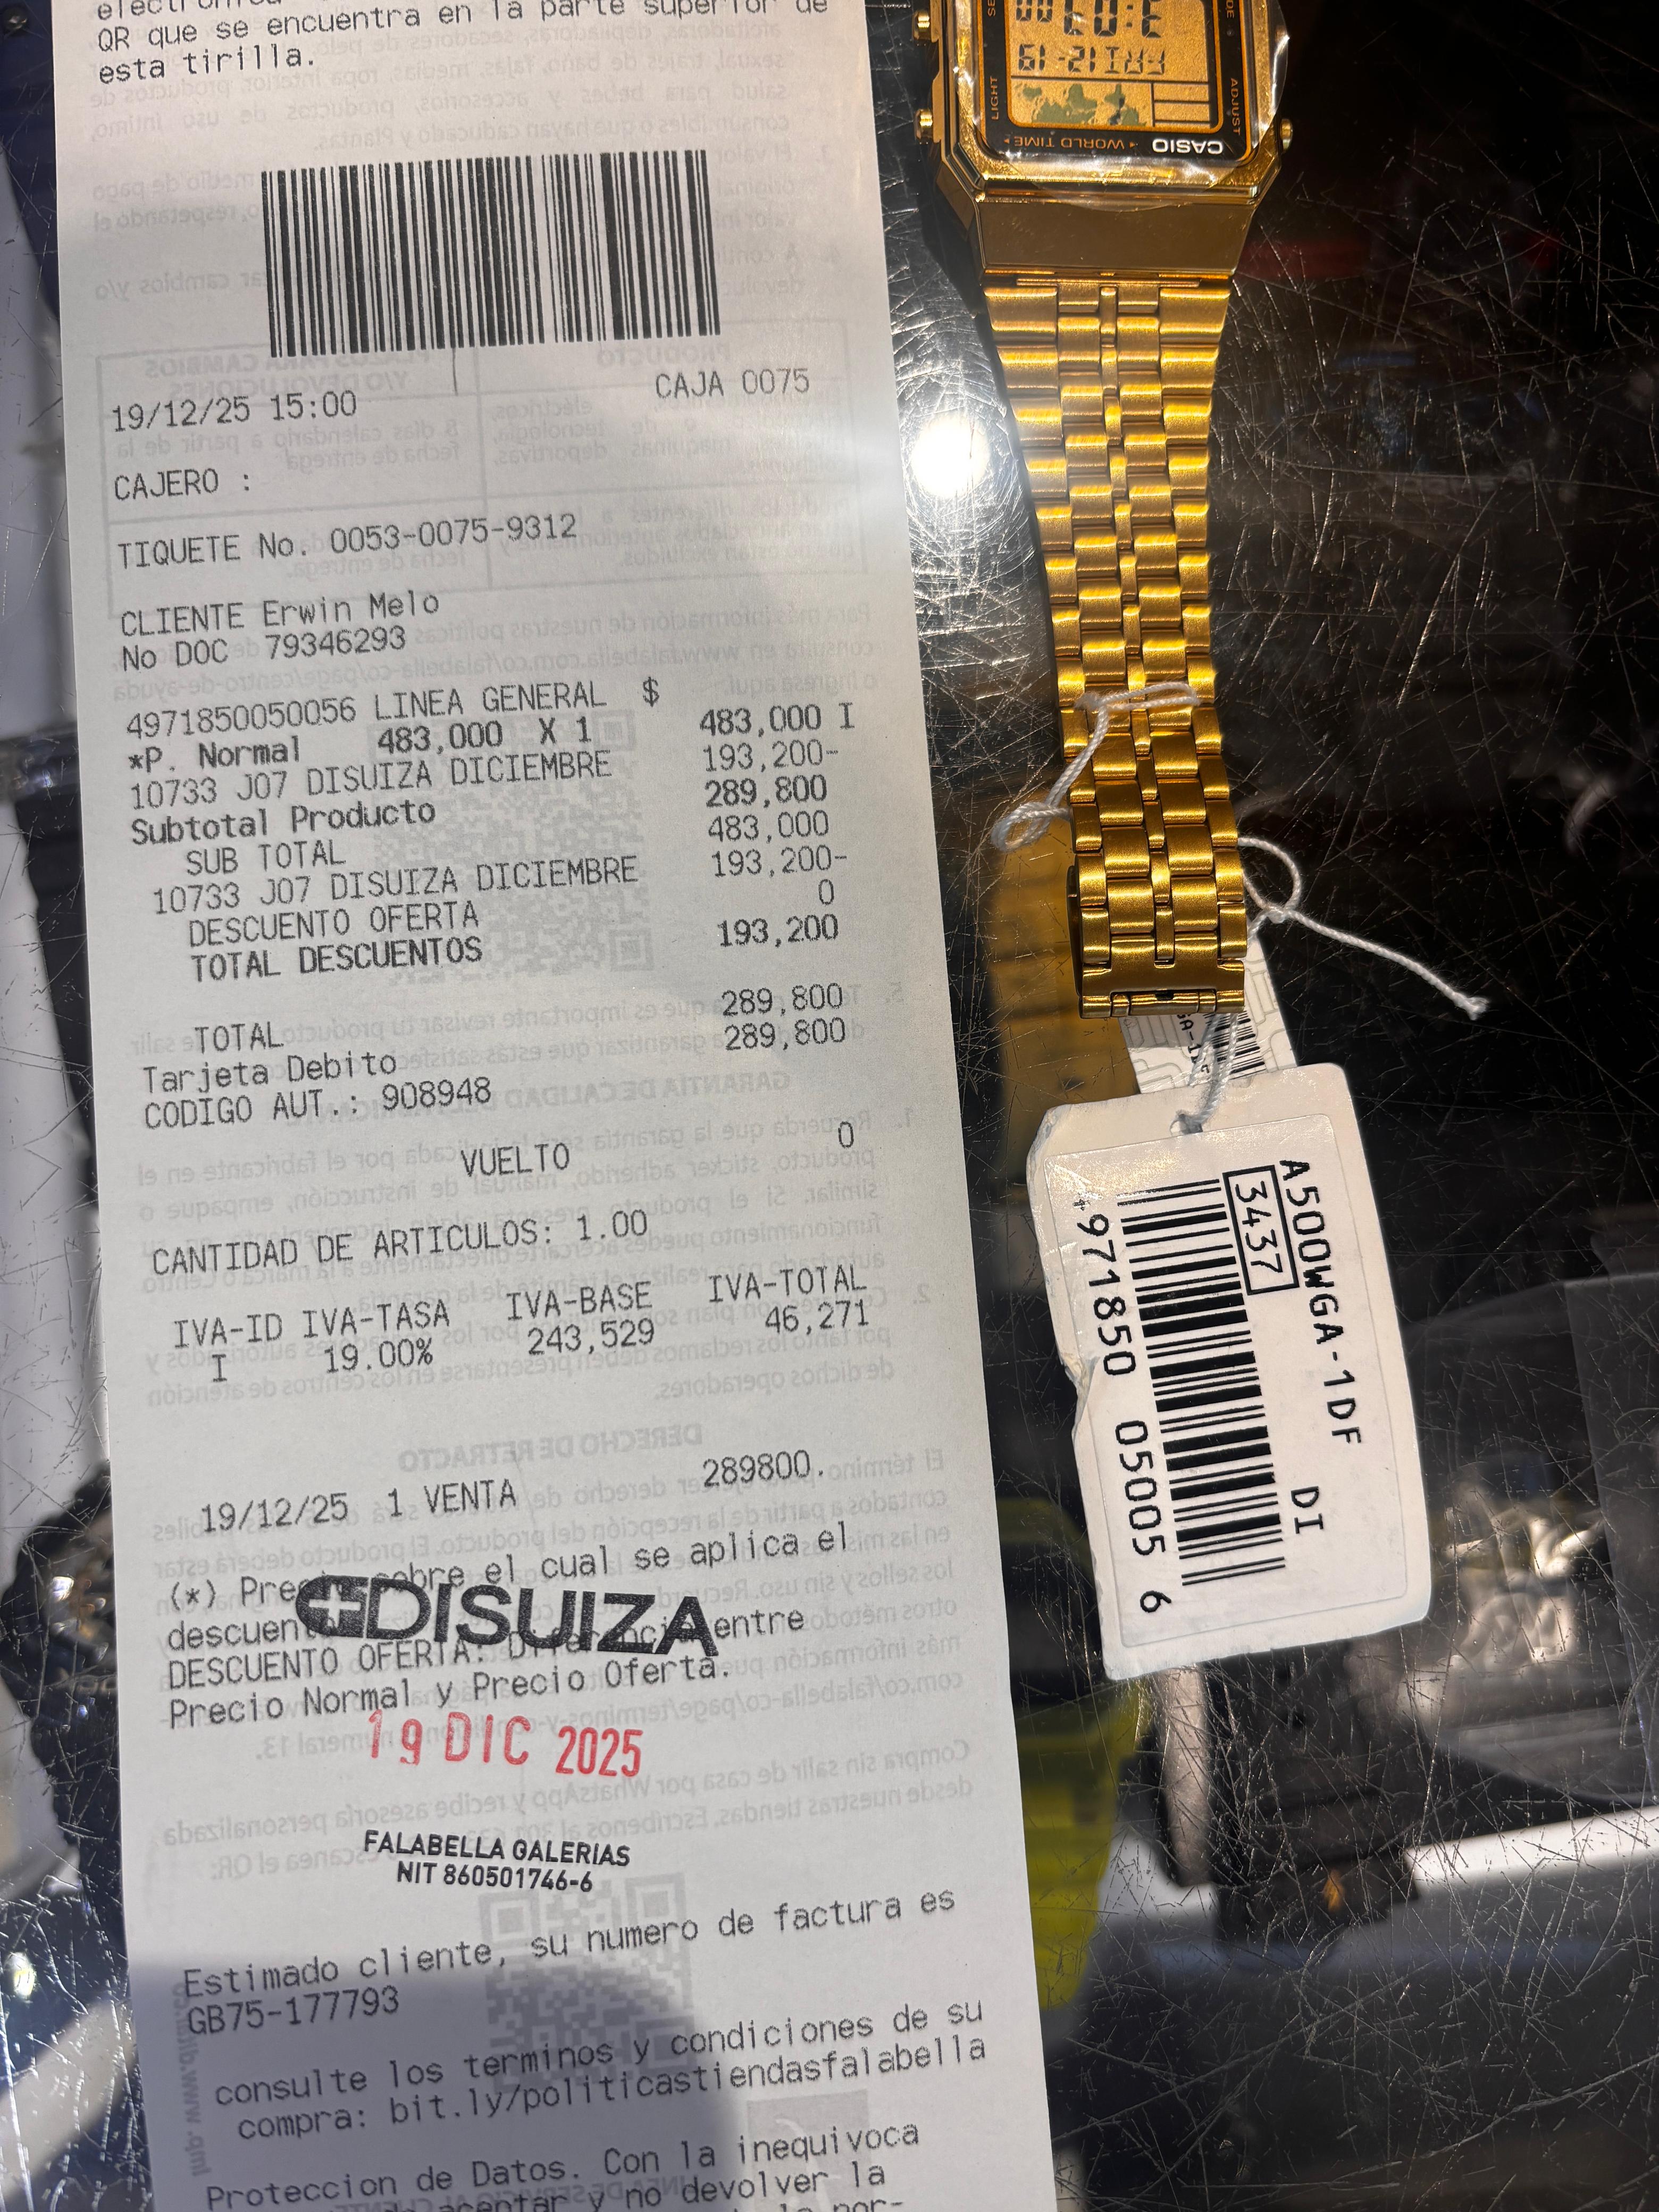 QR que se encuentra en la parte superior de
esta tirilla.
19/12/25 15:00 CAJA 0075
CAJERO :
TIQUETE No. 0053-0075-9312
CLIENTE Erwin Melo
No DOC 79346293
4971850050056 LINEA GENERAL $
*P. Normal 483,000 X 1 483,000 I
10733 J07 DISUIZA DICIEMBRE 193,200-
Subtotal Producto 289,800
SUB TOTAL 483,000
10733 J07 DISUIZA DICIEMBRE 193,200-
DESCUENTO OFERTA 0
TOTAL DESCUENTOS 193,200
TOTAL 289,800
Tarjeta Debito 289,800
CODIGO AUT.: 908948
VUELTO 0
CANTIDAD DE ARTICULOS: 1.00
IVA-ID IVA-TASA IVA-BASE IVA-TOTAL
I 19.00% 243,529 46,271
19/12/25 1 VENTA 289800.
(*) Precio sobre el cual se aplica el
DISUIZA
DESCUENTO OFERTA: Diferencia entre
Precio Normal y Precio Oferta.
19 DIC 2025
FALABELLA GALERIAS
NIT 860501746-6
Estimado cliente, su numero de factura es
GB75-177793
consulte los terminos y condiciones de su
compra: bit.ly/politicastiendasfalabella
Proteccion de Datos. Con la inequivoca
aceptar y no devolver la
LIGHT
ADJUST
WORLD TIME
CASIO
A500WGA-1DF DI
3437
4971850 05005 6